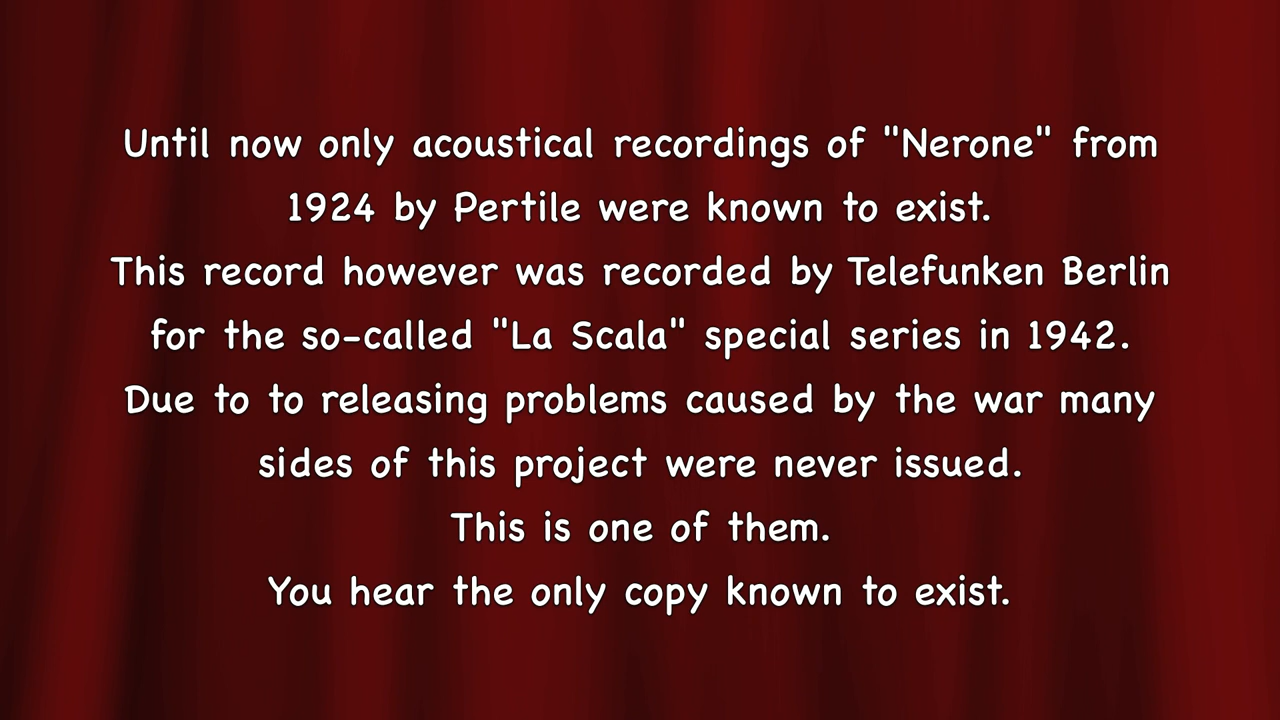 Until now only acoustical recordings of "Nerone" from
1924 by Pertile were known to exist.
This record however was recorded by Telefunken Berlin
for the so-called "La Scala" special series in 1942.
Due to to releasing problems caused by the war many
sides of this project were never issued.
This is one of them.
You hear the only copy known to exist.